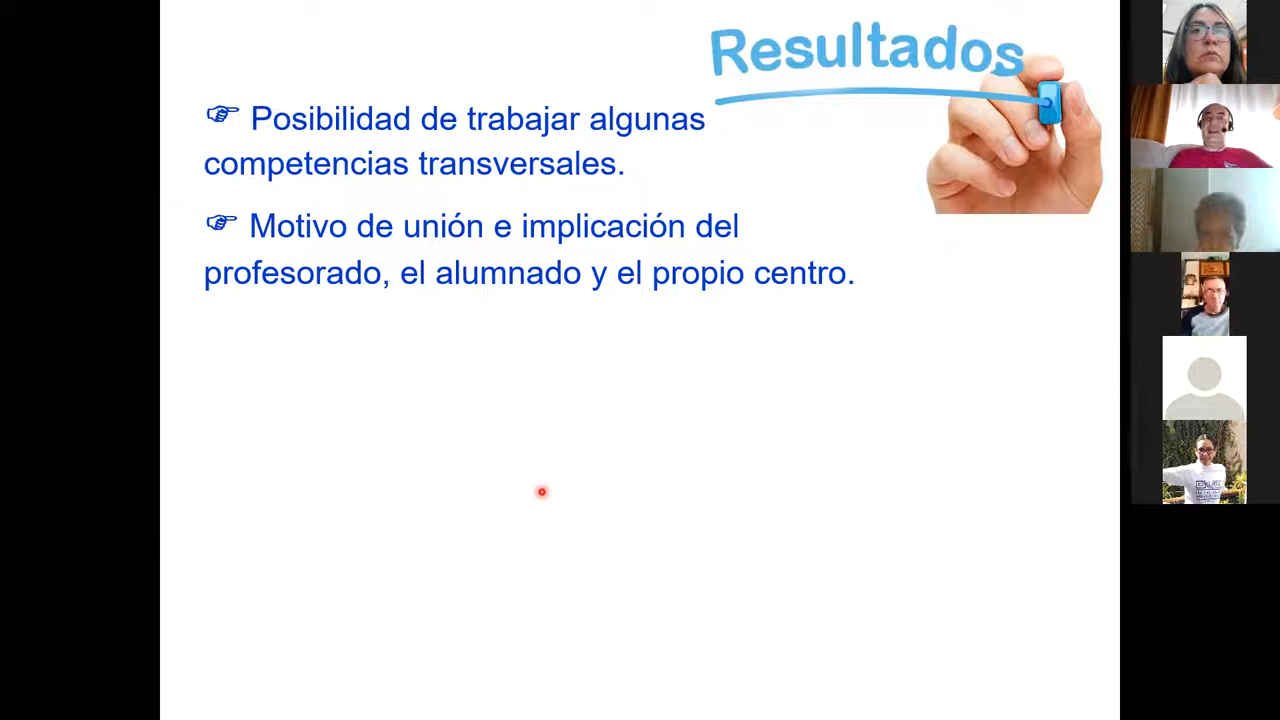 Resultados
☞ Posibilidad de trabajar algunas
competencias transversales.
☞ Motivo de unión e implicación del
profesorado, el alumnado y el propio centro.